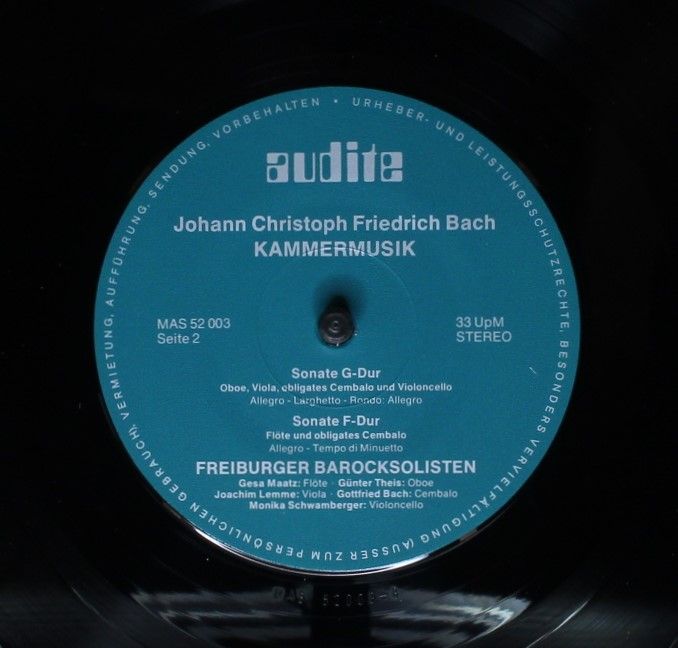 audite
Johann Christoph Friedrich Bach
KAMMERMUSIK
MAS 52 003
Seite 2
33 UpM
STEREO
Sonate G-Dur
Oboe, Viola, obligates Cembalo und Violoncello
Allegro - Larghetto - Rondo: Allegro
Sonate F-Dur
Flöte und obligates Cembalo
Allegro - Tempo di Minuetto
FREIBURGER BAROCKSOLISTEN
Gesa Maatz: Flöte · Günter Theis: Oboe
Joachim Lemme: Viola · Gottfried Bach: Cembalo
Monika Schwamberger: Violoncello
URHEBER- UND LEISTUNGSSCHUTZRECHTE, BESONDERS VERVIELFÄLTIGUNG (AUSSER ZUM PERSÖNLICHEN GEBRAUCH), VERMIETUNG, AUFFÜHRUNG, SENDUNG, VORBEHALTEN •